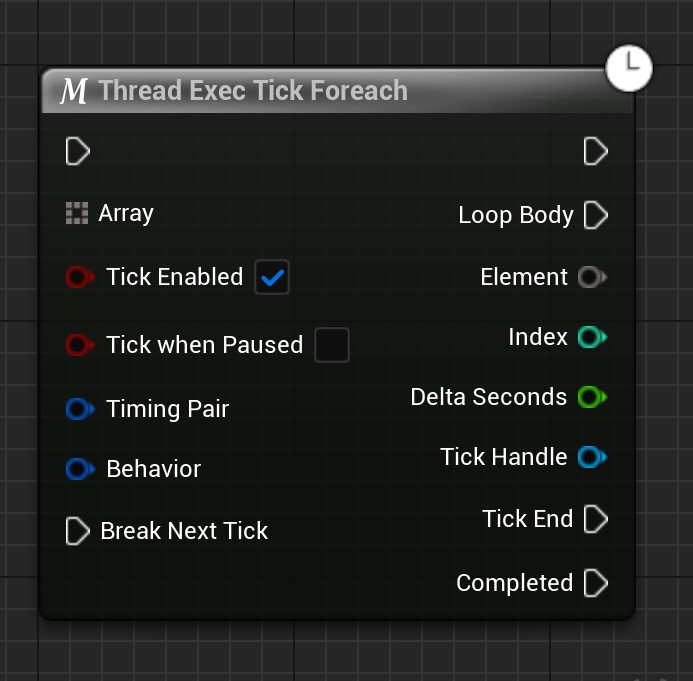 M Thread Exec Tick Foreach
Array
Loop Body
Tick Enabled
Element
Tick when Paused
Index
Timing Pair
Delta Seconds
Behavior
Tick Handle
Break Next Tick
Tick End
Completed